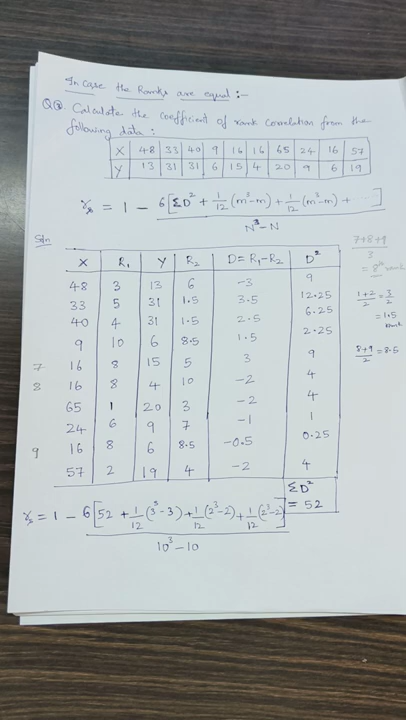 In case the Ranks are equal :-
Q③. Calculate the coefficient of rank correlation from the
following data :
X 48 33 40 9 16 16 65 24 16 57
Y 13 31 31 6 15 4 20 9 6 19
r = 1 - 6[ΣD² + 1/12 (m³-m) + 1/12 (m³-m) + ....] / N³-N
Soln
X R₁ Y R₂ D=R₁-R₂ D²
48 3 13 6 -3 9
33 5 31 1.5 3.5 12.25
40 4 31 1.5 2.5 6.25
9 10 6 8.5 1.5 2.25
7 16 8 15 5 3 9
8 16 8 4 10 -2 4
65 1 20 3 -2 4
24 6 9 7 -1 1
9 16 8 6 8.5 -0.5 0.25
57 2 19 4 -2 4
ΣD² = 52
7+8+9 / 3
= 8th rank
1+2 / 2 = 3/2
= 1.5
rank
8+9 / 2 = 8.5
r = 1 - 6[52 + 1/12 (3³-3) + 1/12 (2³-2) + 1/12 (2³-2)] / 10³-10